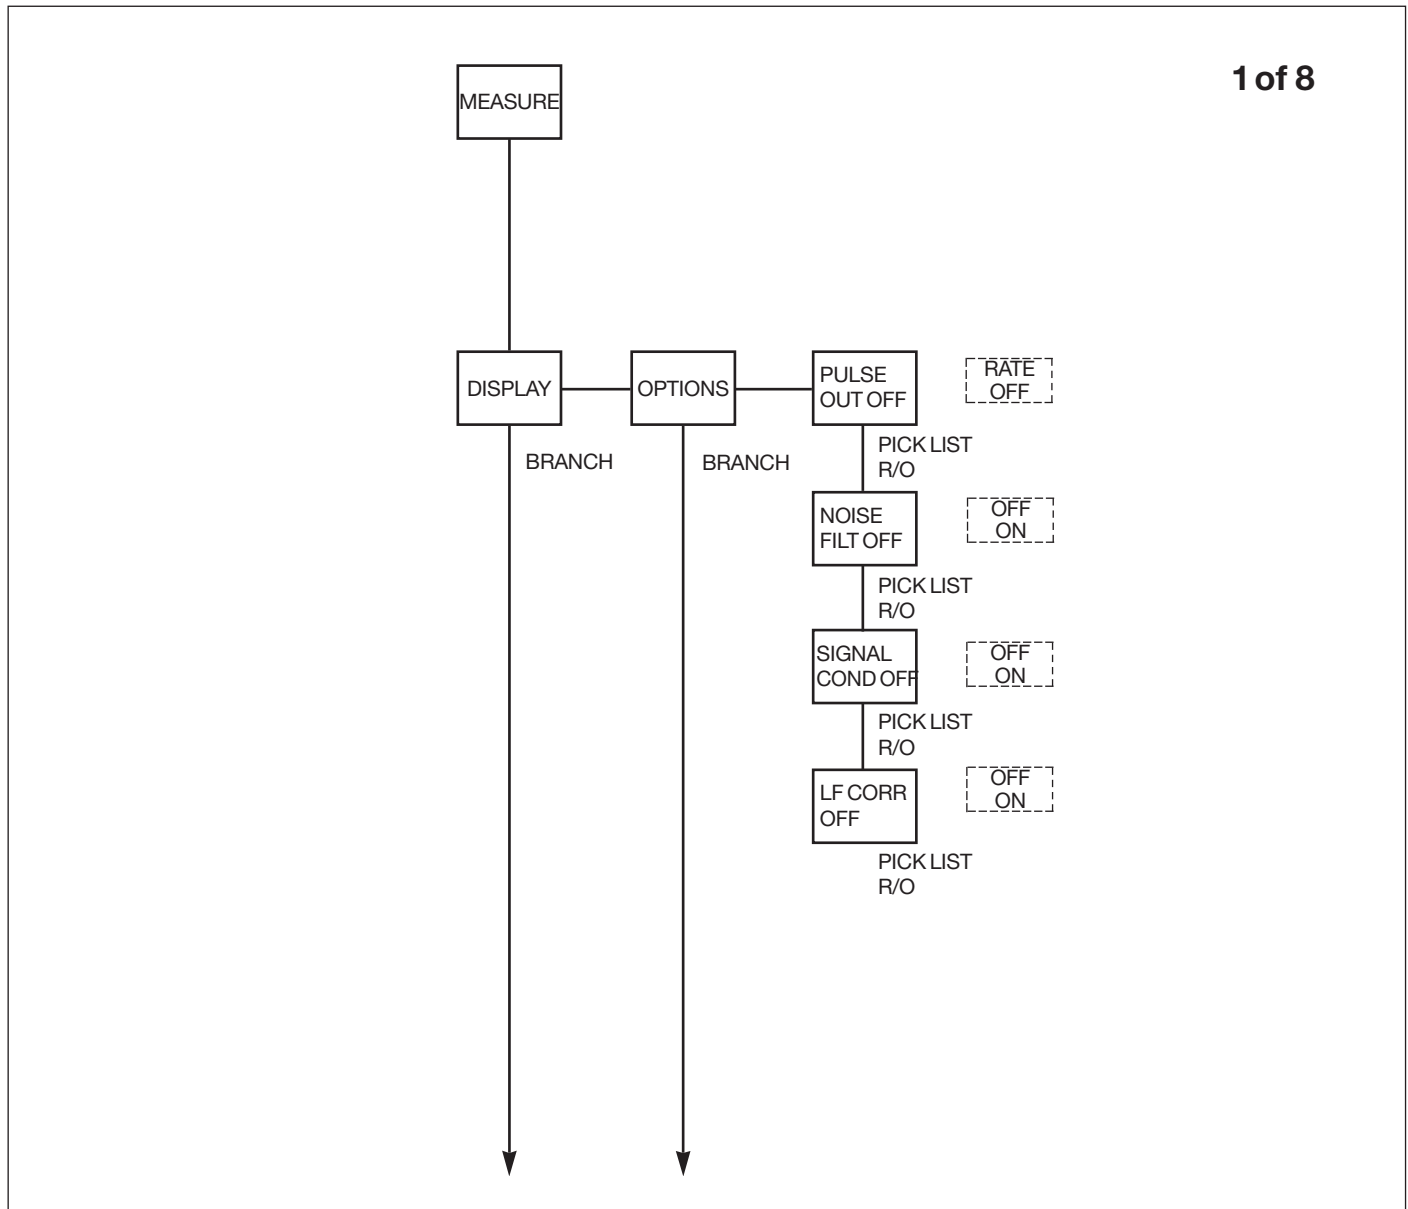 1 of 8
MEASURE
DISPLAY
OPTIONS
PULSE
OUT OFF
RATE
OFF
BRANCH
BRANCH
PICK LIST
R/O
NOISE
FILT OFF
OFF
ON
PICK LIST
R/O
SIGNAL
COND OFF
OFF
ON
PICK LIST
R/O
LF CORR
OFF
OFF
ON
PICK LIST
R/O